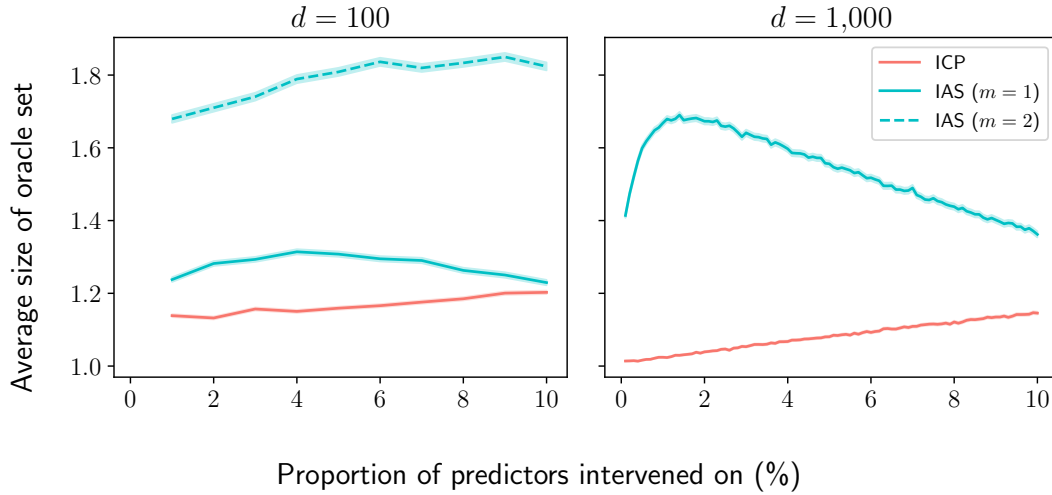 d = 100
d = 1,000
Average size of oracle set
1.8
1.6
1.4
1.2
1.0
0 2 4 6 8 10
0 2 4 6 8 10
ICP
IAS (m = 1)
IAS (m = 2)
Proportion of predictors intervened on (%)